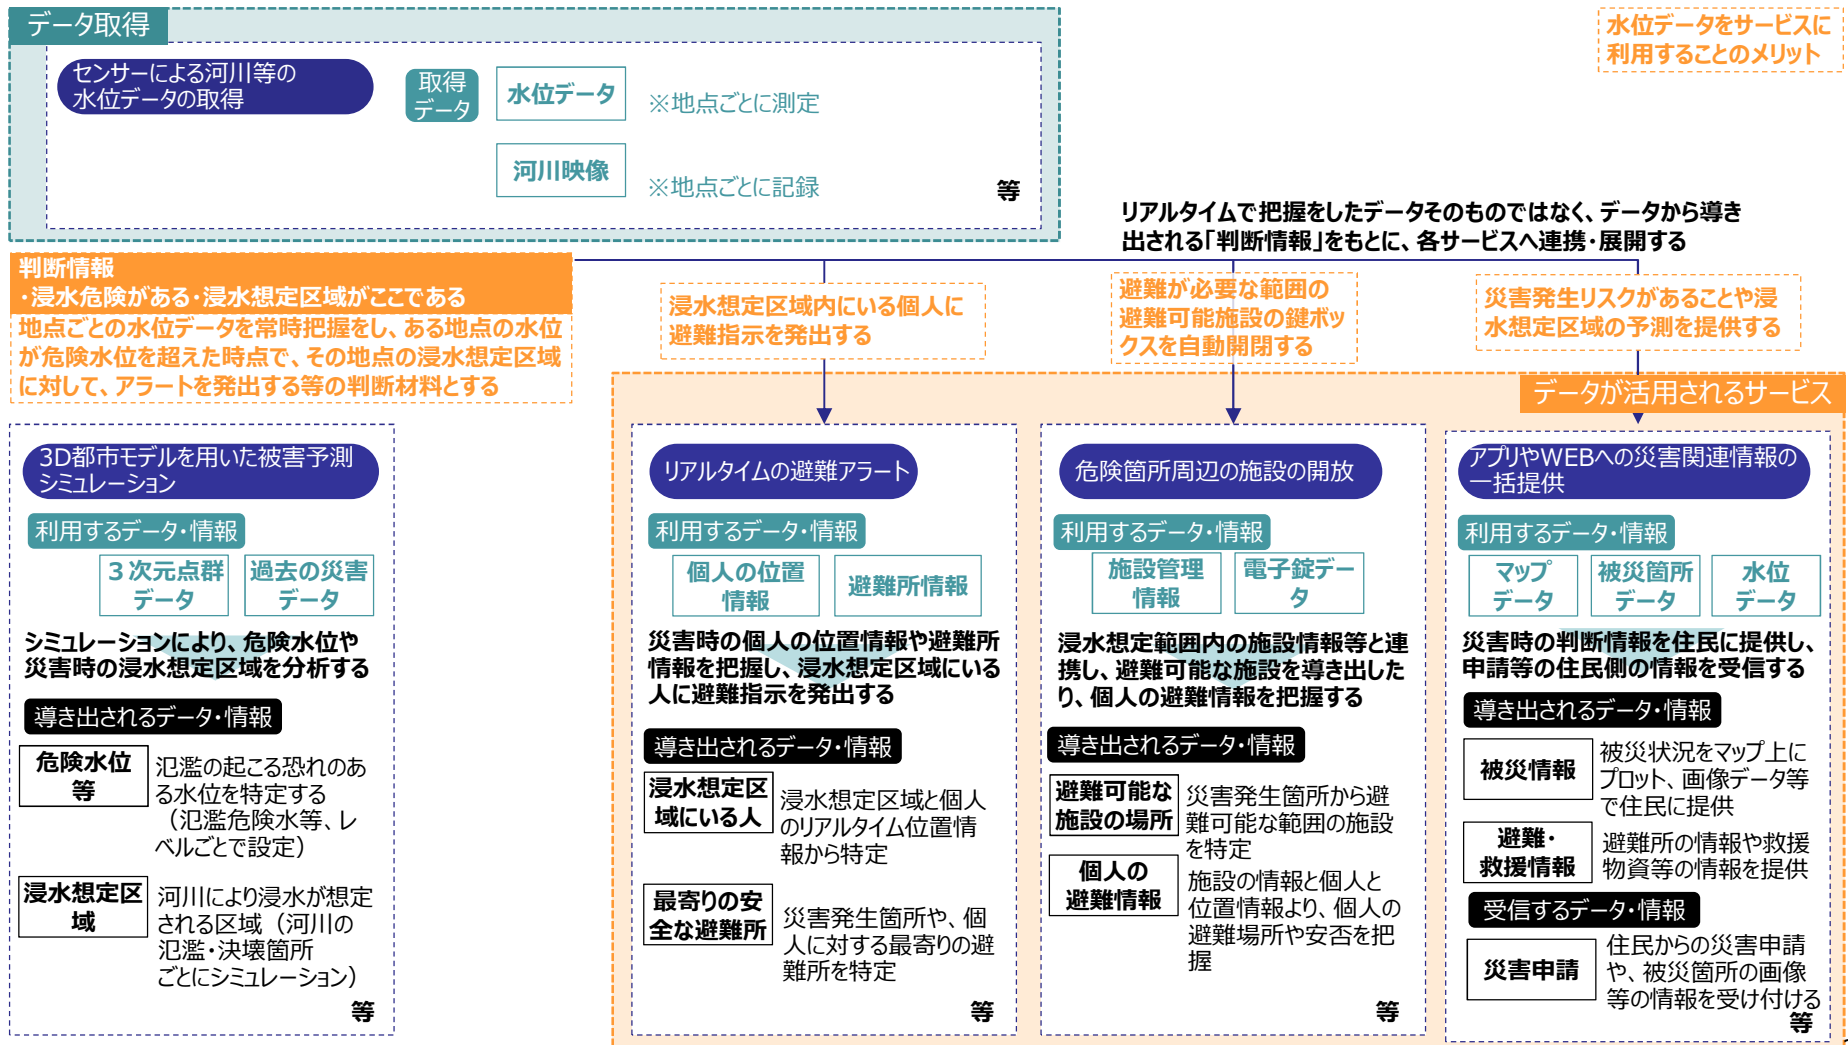 データ取得
水位データをサービスに
利用することのメリット
センサーによる河川等の
水位データの取得
取得
データ
水位データ
※地点ごとに測定
河川映像
※地点ごとに記録
等
リアルタイムで把握をしたデータそのものではなく、データから導き
出される「判断情報」をもとに、各サービスへ連携・展開する
判断情報
・浸水危険がある・浸水想定区域がここである
地点ごとの水位データを常時把握をし、ある地点の水位
が危険水位を超えた時点で、その地点の浸水想定区域
に対して、アラートを発出する等の判断材料とする
浸水想定区域内にいる個人に
避難指示を発出する
避難が必要な範囲の
避難可能施設の鍵ボッ
クスを自動開閉する
災害発生リスクがあることや浸
水想定区域の予測を提供する
データが活用されるサービス
3D都市モデルを用いた被害予測
シミュレーション
利用するデータ・情報
３次元点群
データ
過去の災害
データ
シミュレーションにより、危険水位や
災害時の浸水想定区域を分析する
導き出されるデータ・情報
危険水位
等
氾濫の起こる恐れのあ
る水位を特定する
（氾濫危険水等、レ
ベルごとで設定）
浸水想定区
域
河川により浸水が想定
される区域（河川の
氾濫・決壊箇所
ごとにシミュレーション）
等
リアルタイムの避難アラート
利用するデータ・情報
個人の位置
情報
避難所情報
災害時の個人の位置情報や避難所
情報を把握し、浸水想定区域にいる
人に避難指示を発出する
導き出されるデータ・情報
浸水想定区
域にいる人
浸水想定区域と個人
のリアルタイム位置情
報から特定
最寄りの安
全な避難所
災害発生箇所や、個
人に対する最寄りの避
難所を特定
等
危険箇所周辺の施設の開放
利用するデータ・情報
施設管理
情報
電子錠デー
タ
浸水想定範囲内の施設情報等と連
携し、避難可能な施設を導き出した
り、個人の避難情報を把握する
導き出されるデータ・情報
避難可能な
施設の場所
災害発生箇所から避
難可能な範囲の施設
を特定
個人の
避難情報
施設の情報と個人と
位置情報より、個人の
避難場所や安否を把
握
等
アプリやWEBへの災害関連情報の
一括提供
利用するデータ・情報
マップ
データ
被災箇所
データ
水位
データ
災害時の判断情報を住民に提供し、
申請等の住民側の情報を受信する
導き出されるデータ・情報
被災情報
被災状況をマップ上に
プロット、画像データ等
で住民に提供
避難・
救援情報
避難所の情報や救援
物資等の情報を提供
受信するデータ・情報
災害申請
住民からの災害申請
や、被災箇所の画像
等の情報を受け付ける
等